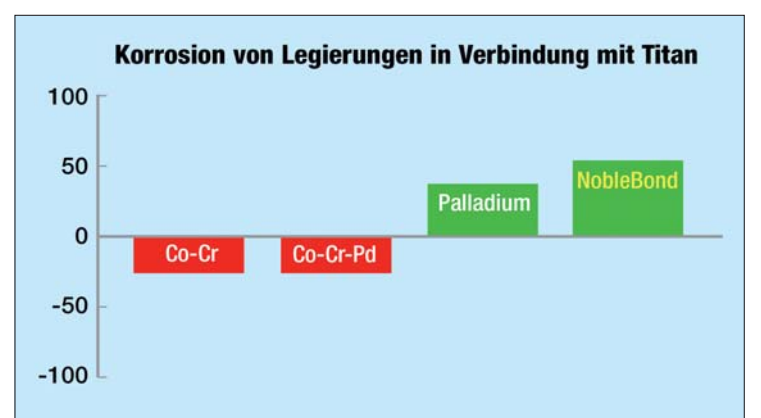 Korrosion von Legierungen in Verbindung mit Titan
100
50
0
-50
-100
Co-Cr
Co-Cr-Pd
Palladium
NobleBond